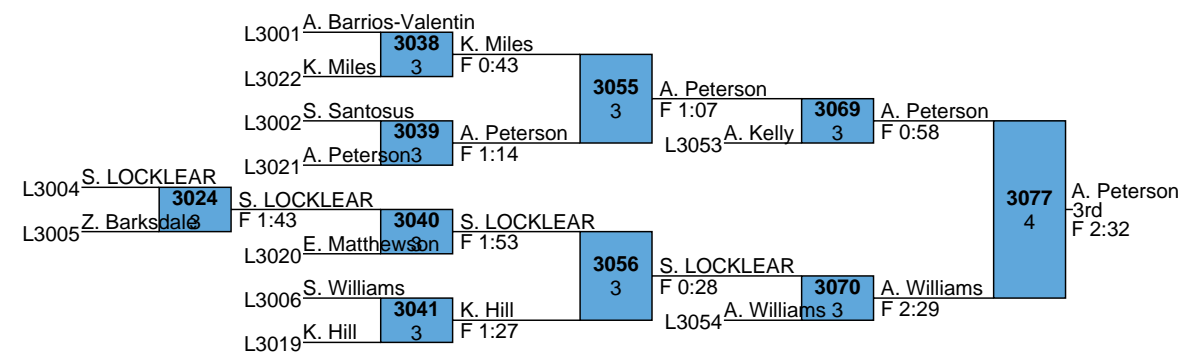 L3001 A. Barrios-Valentin
3038
3
K. Miles
F 0:43
L3022 K. Miles
3055
3
A. Peterson
F 1:07
L3002 S. Santosus
3039
3
A. Peterson
F 1:14
L3021 A. Peterson
L3053 A. Kelly
3069
3
A. Peterson
F 0:58
L3004 S. LOCKLEAR
3024
3
S. LOCKLEAR
F 1:43
L3005 Z. Barksdale
3040
3
S. LOCKLEAR
F 1:53
L3020 E. Matthewson
3056
3
S. LOCKLEAR
F 0:28
L3006 S. Williams
3041
3
K. Hill
F 1:27
L3019 K. Hill
L3054 A. Williams
3070
3
A. Williams
F 2:29
3077
4
A. Peterson
3rd
F 2:32